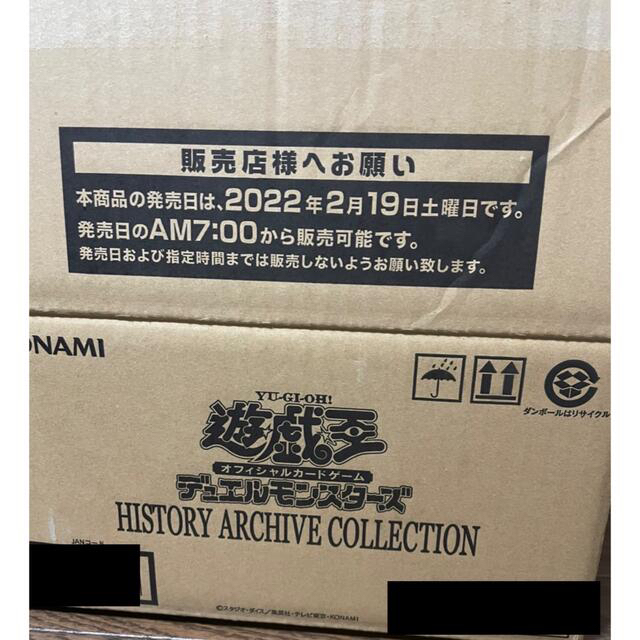 販売店様へお願い
本商品の発売日は、2022年2月19日土曜日です。
発売日のAM7:00から販売可能です。
発売日および指定時間までは販売しないようお願い致します。
ONAMI
YU-GI-OH!
遊戯王
オフィシャルカードゲーム
デュエルモンスターズ
HISTORY ARCHIVE COLLECTION
ダンボールはリサイクル
JANコード
©スタジオ・ダイス/集英社・テレビ東京・KONAMI